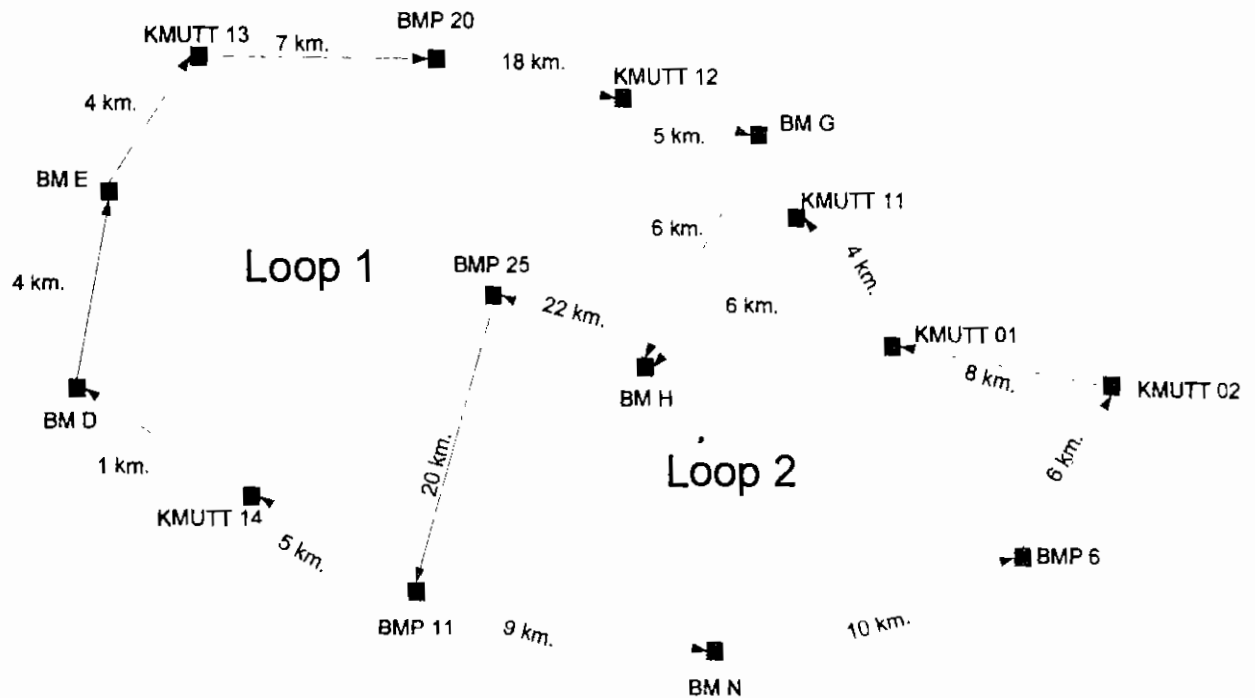 BMP 20
KMUTT 13
7 km.
18 km.
KMUTT 12
4 km.
5 km.
BM G
BM E
KMUTT 11
6 km.
4 km.
Loop 1
BMP 25
4 km.
22 km.
6 km.
KMUTT 01
8 km.
KMUTT 02
BM H
BM D
1 km.
20 km.
Loop 2
6 km.
KMUTT 14
5 km.
BMP 6
BMP 11
9 km.
10 km.
BM N